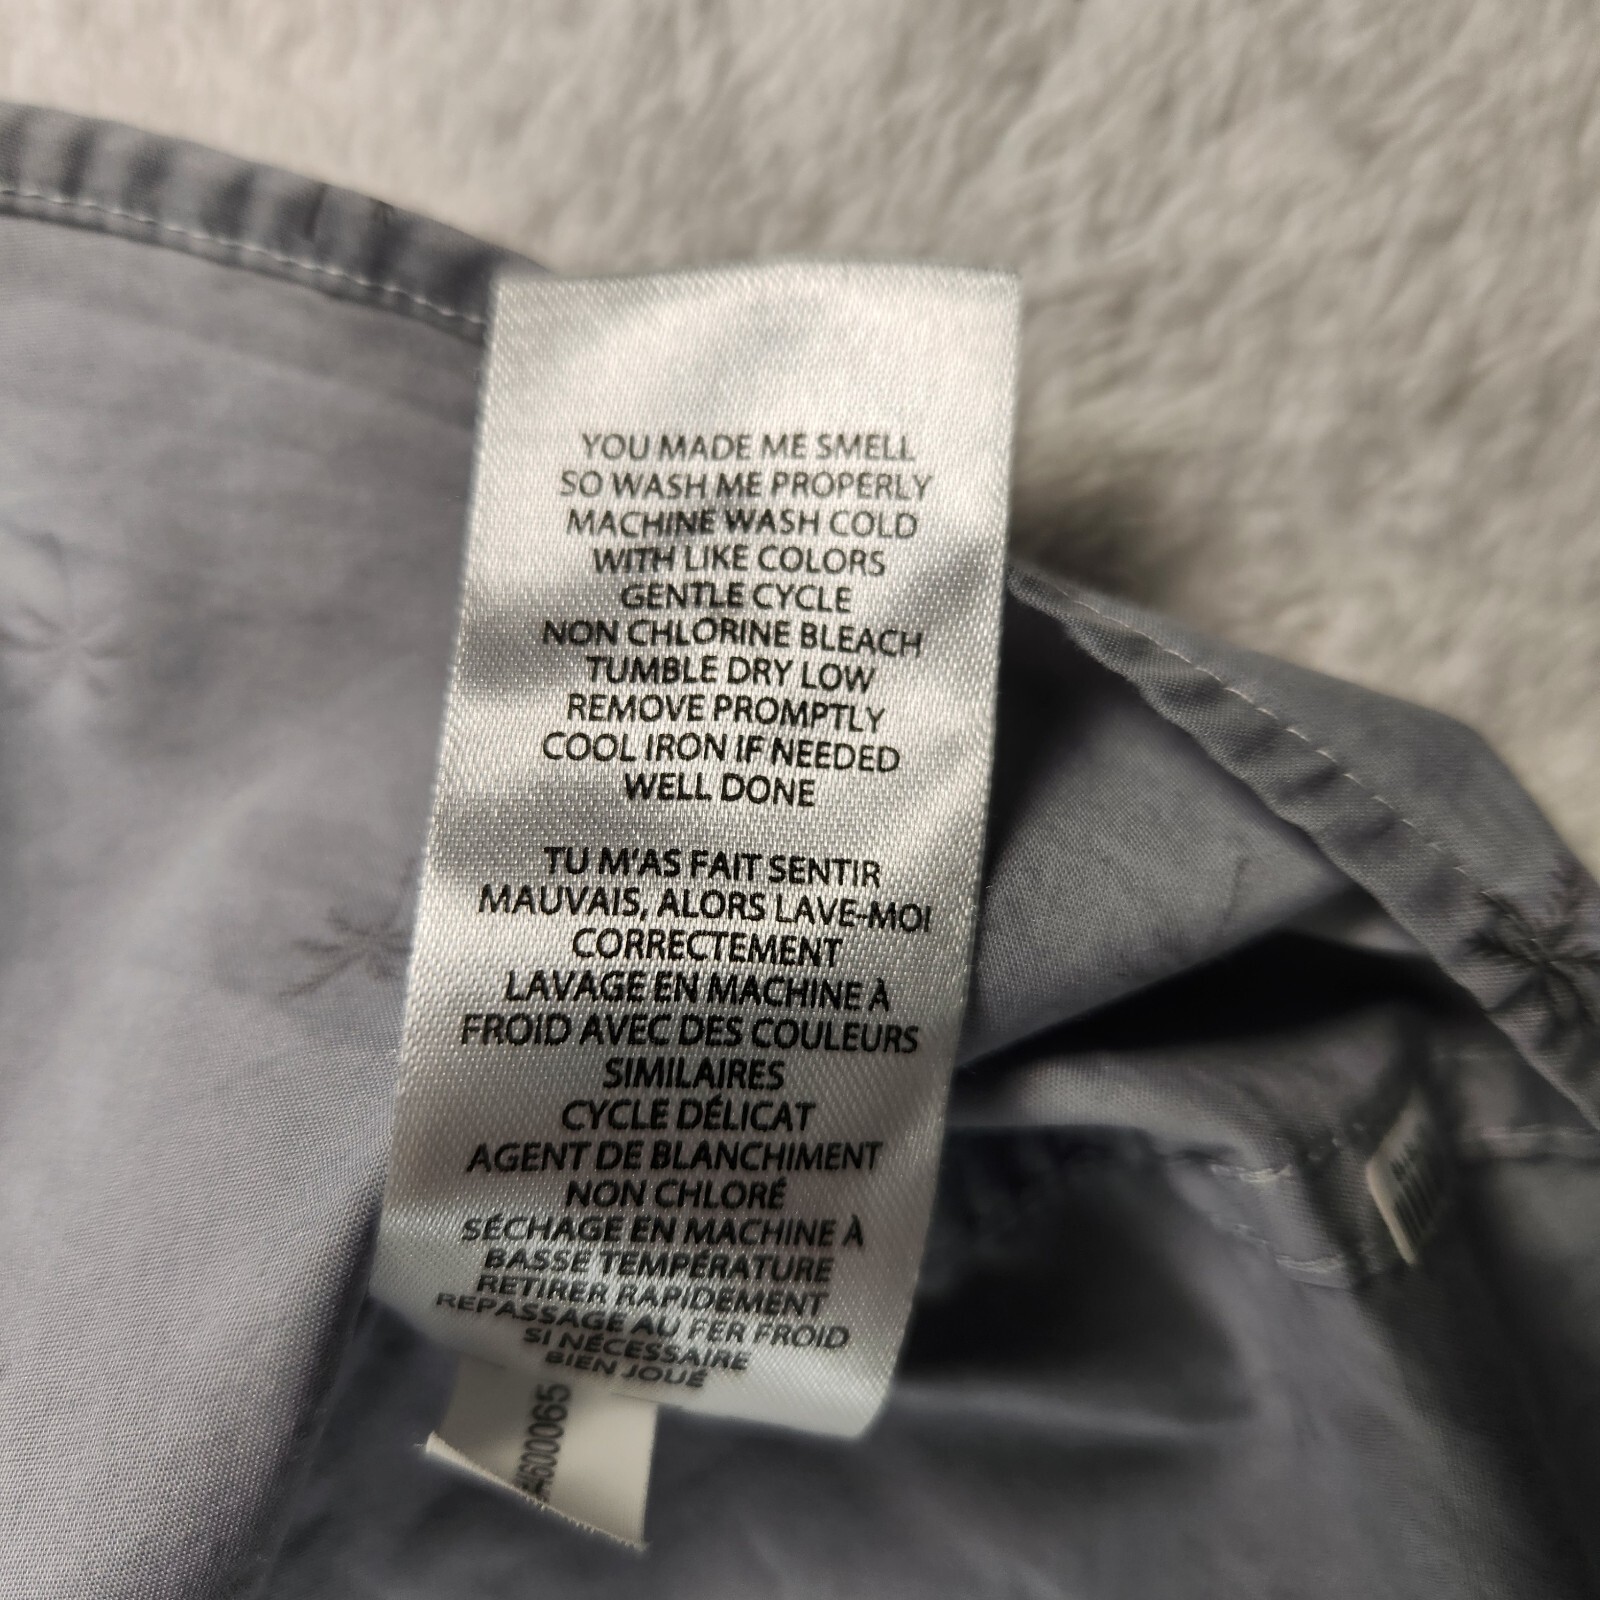 YOU MADE ME SMELL
SO WASH ME PROPERLY
MACHINE WASH COLD
WITH LIKE COLORS
GENTLE CYCLE
NON CHLORINE BLEACH
TUMBLE DRY LOW
REMOVE PROMPTLY
COOL IRON IF NEEDED
WELL DONE
TU M'AS FAIT SENTIR
MAUVAIS, ALORS LAVE-MOI
CORRECTEMENT
LAVAGE EN MACHINE À
FROID AVEC DES COULEURS
SIMILAIRES
CYCLE DÉLICAT
AGENT DE BLANCHIMENT
NON CHLORÉ
SÉCHAGE EN MACHINE À
BASSE TEMPÉRATURE
RETIRER RAPIDEMENT
REPASSAGE AU FER FROID
SI NÉCESSAIRE
BIEN JOUÉ